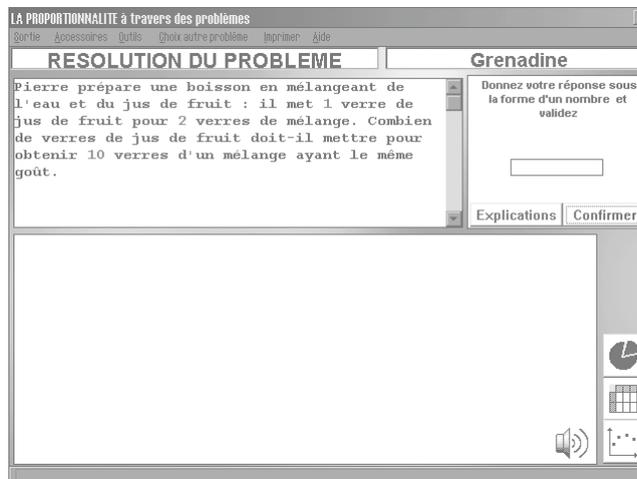 LA PROPORTIONNALITE à travers des problèmes
Sortie Accessoires Outils Choix autre problème Imprimer Aide
RESOLUTION DU PROBLEME
Grenadine
Pierre prépare une boisson en mélangeant de
l'eau et du jus de fruit : il met 1 verre de
jus de fruit pour 2 verres de mélange. Combien
de verres de jus de fruit doit-il mettre pour
obtenir 10 verres d'un mélange ayant le même
goût.
Donnez votre réponse sous
la forme d'un nombre et
validez
Explications
Confirmer